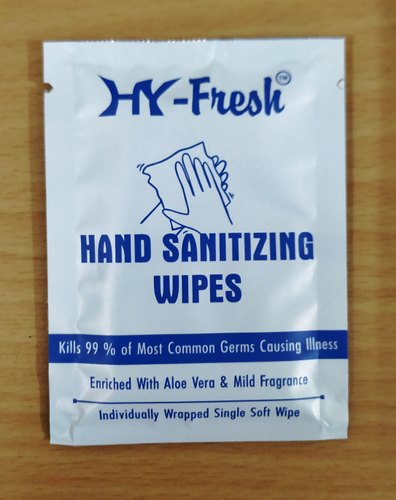 HY-Fresh™
HAND SANITIZING
WIPES
Kills 99 % of Most Common Germs Causing Illness
Enriched With Aloe Vera & Mild Fragrance
Individually Wrapped Single Soft Wipe